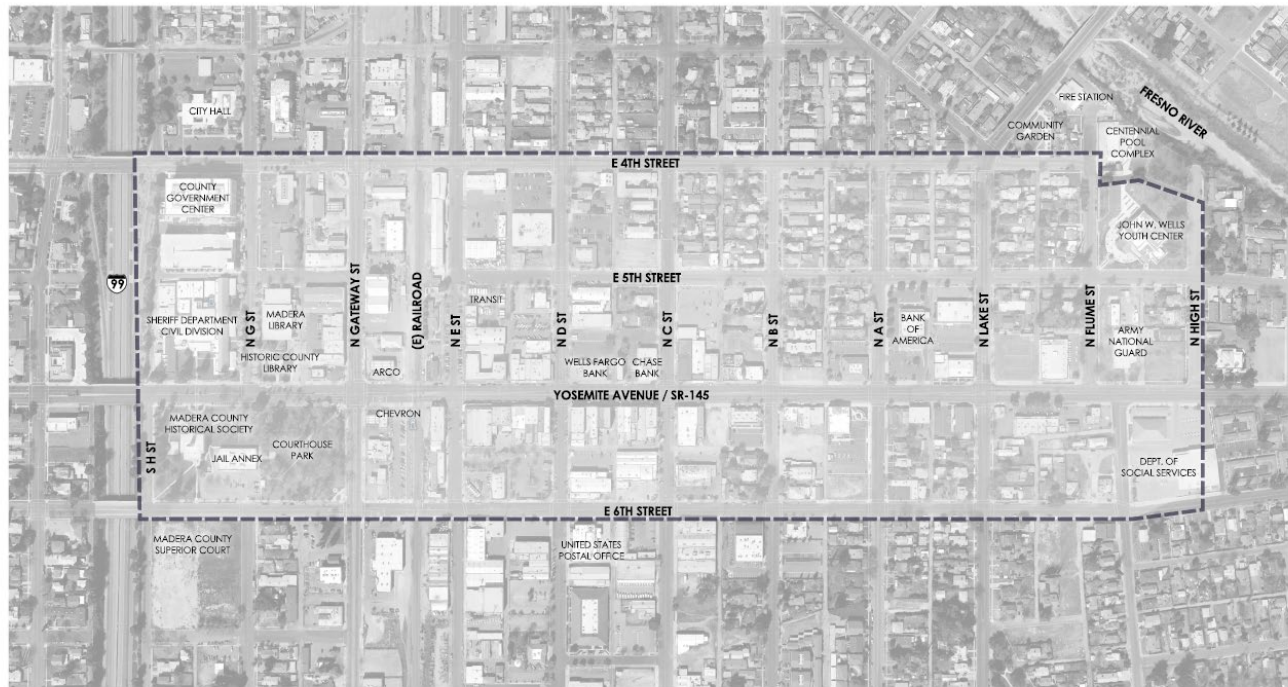 CITY HALL
FIRE STATION
FRESNO RIVER
COMMUNITY
GARDEN
CENTENNIAL
POOL
COMPLEX
E 4TH STREET
COUNTY
GOVERNMENT
CENTER
JOHN W. WELLS
YOUTH CENTER
99
E 5TH STREET
SHERIFF DEPARTMENT
CIVIL DIVISION
N G ST
MADERA
LIBRARY
HISTORIC COUNTY
LIBRARY
N GATEWAY ST
ARCO
(E) RAILROAD
N E ST
TRANSIT
N D ST
WELLS FARGO
BANK
CHASE
BANK
N C ST
N B ST
N A ST
BANK
OF
AMERICA
N LAKE ST
N FLUME ST
ARMY
NATIONAL
GUARD
N HIGH ST
YOSEMITE AVENUE / SR-145
S H ST
MADERA COUNTY
HISTORICAL SOCIETY
JAIL ANNEX
COURTHOUSE
PARK
CHEVRON
DEPT. OF
SOCIAL SERVICES
E 6TH STREET
MADERA COUNTY
SUPERIOR COURT
UNITED STATES
POSTAL OFFICE